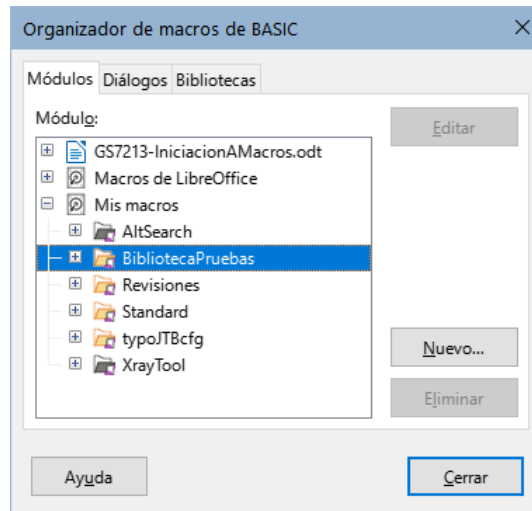 Organizador de macros de BASIC
Módulos Diálogos Bibliotecas
Módulo:
Editar
GS7213-IniciacionAMacros.odt
Macros de LibreOffice
Mis macros
AltSearch
BibliotecaPruebas
Revisiones
Standard
typoJTBcfg
XrayTool
Nuevo...
Eliminar
Ayuda
Cerrar